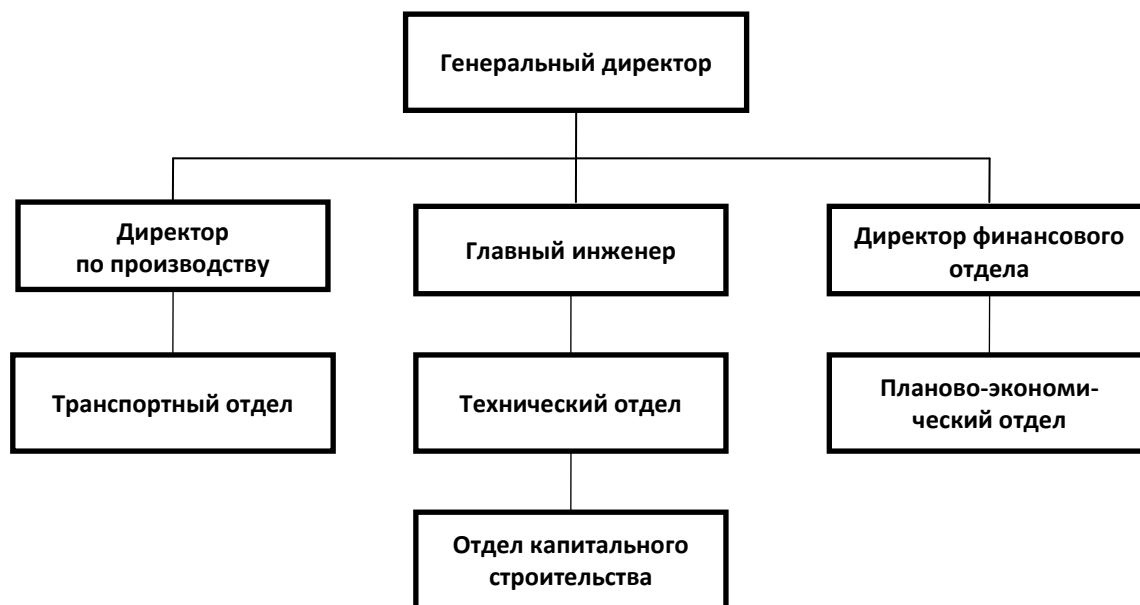 Генеральный директор
Директор
по производству
Главный инженер
Директор финансового
отдела
Транспортный отдел
Технический отдел
Планово-экономи-
ческий отдел
Отдел капитального
строительства